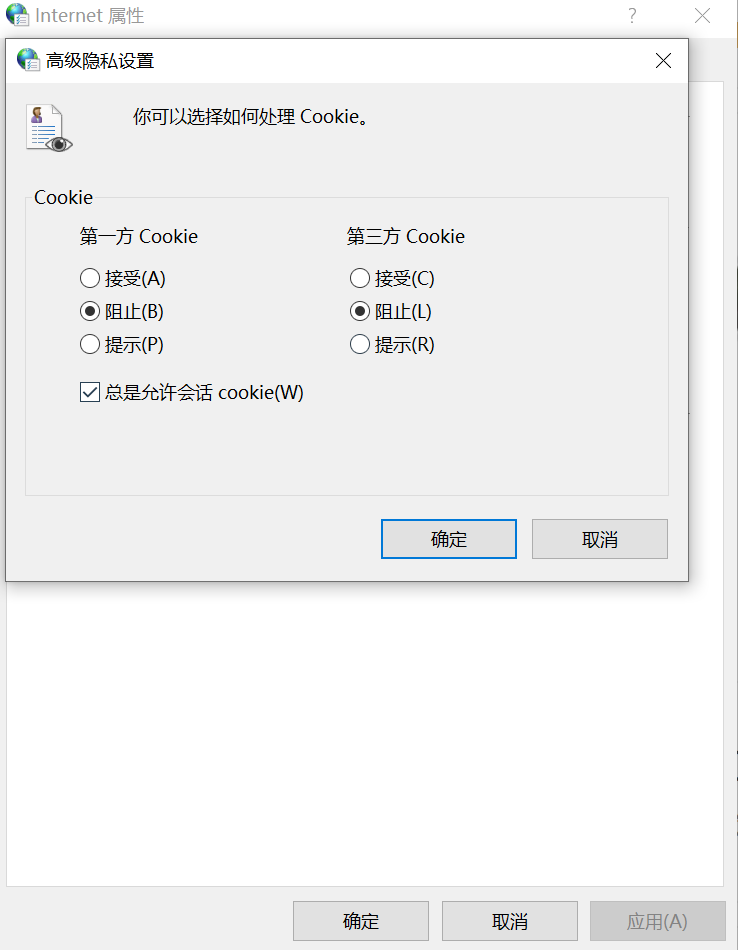 Internet 属性
高级隐私设置
你可以选择如何处理 Cookie。
Cookie
第一方 Cookie
第三方 Cookie
接受(A)
接受(C)
阻止(B)
阻止(L)
提示(P)
提示(R)
总是允许会话 cookie(W)
确定
取消
确定
取消
应用(A)